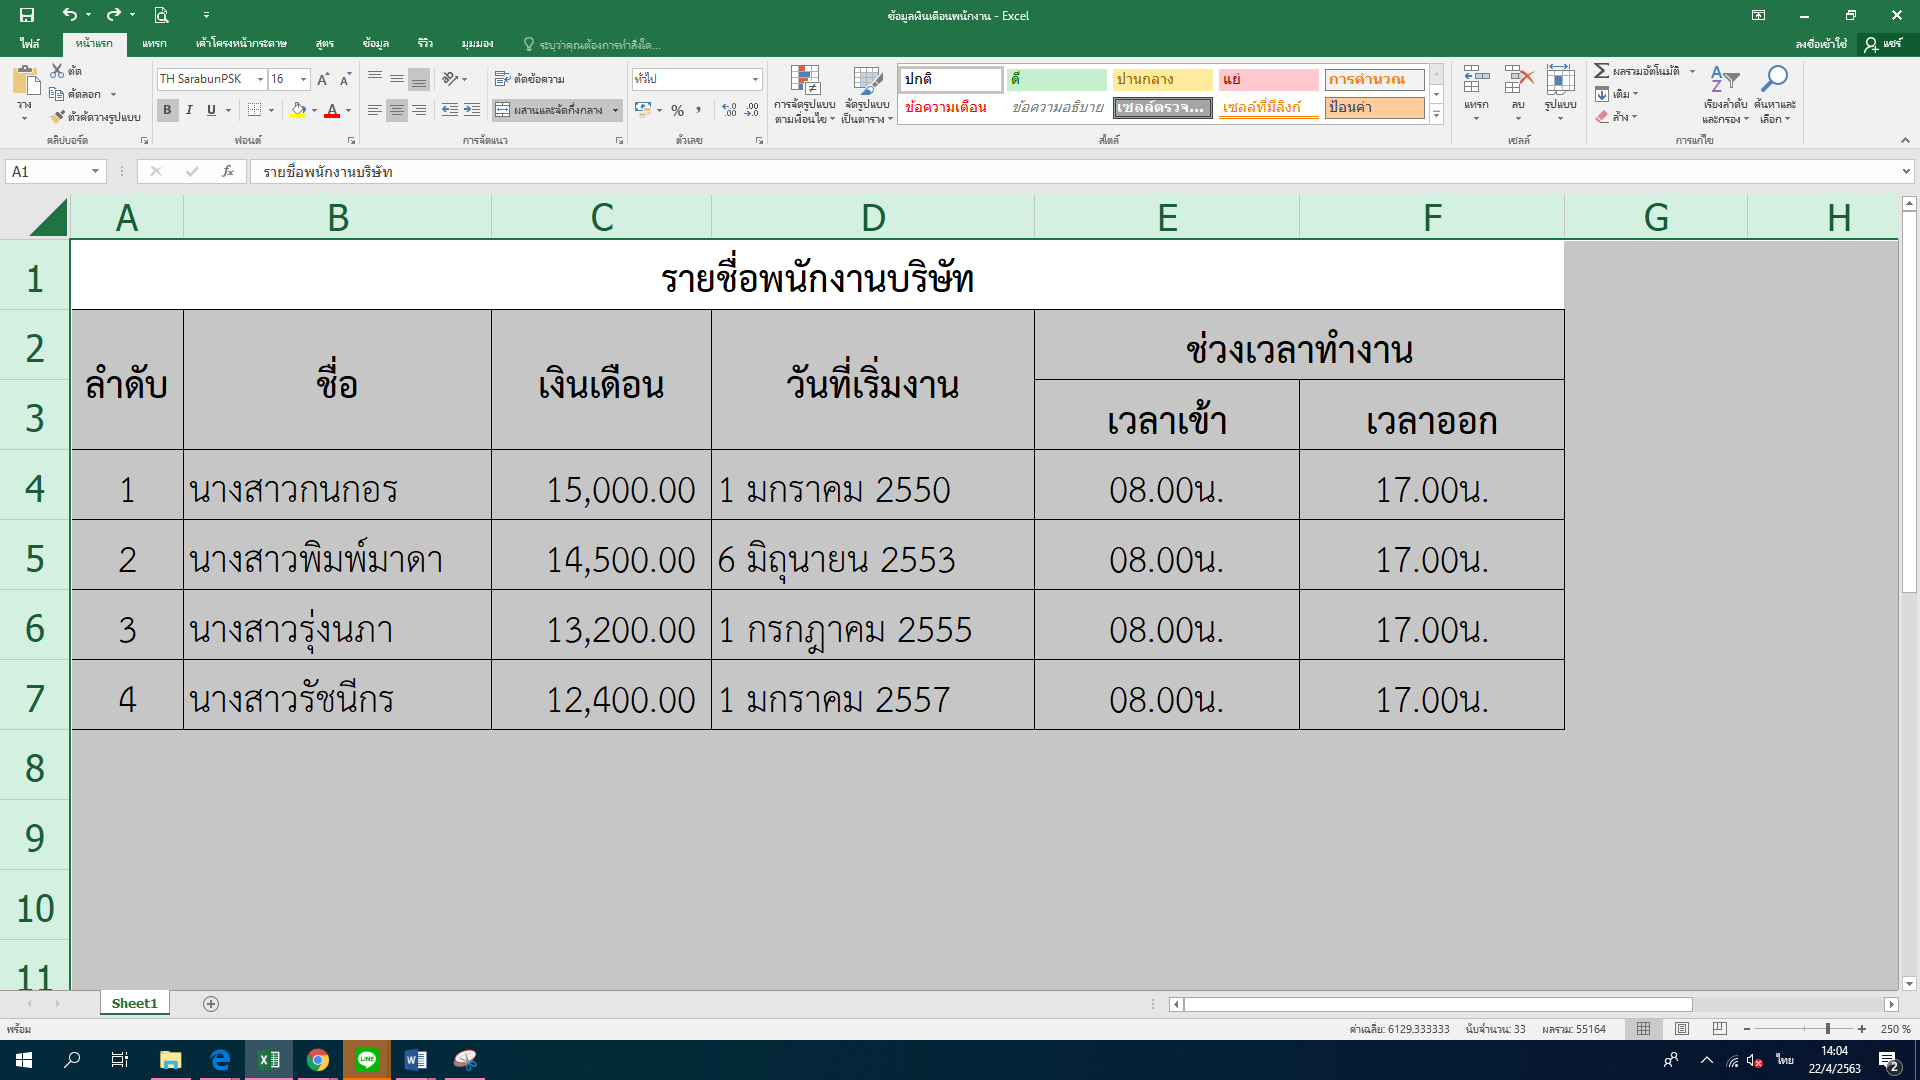 ข้อมูลเงินเดือนพนักงาน - Excel
ไฟล์ หน้าแรก แทรก เค้าโครงหน้ากระดาษ สูตร ข้อมูล รีวิว มุมมอง ระบุว่าคุณต้องการทำสิ่งใด... ลงชื่อเข้าใช้ แชร์
วาง ตัด คัดลอก ตัวคัดวางรูปแบบ คลิปบอร์ด
TH SarabunPSK 16 B I U ฟอนต์
ตัดข้อความ ผสานและจัดกึ่งกลาง การจัดแนว
ทั่วไป % ตัวเลข
การจัดรูปแบบ ตามเงื่อนไข จัดรูปแบบ เป็นตาราง
ปกติ ดี ปานกลาง แย่ การคำนวณ
ข้อความเตือน ข้อความอธิบาย เซลล์ตรวจ... เซลล์ที่มีลิงก์ ป้อนค่า
สไตล์
แทรก ลบ รูปแบบ เซลล์
ผลรวมอัตโนมัติ เติม ล้าง เรียงลำดับ และกรอง ค้นหาและ เลือก การแก้ไข
A1 fx รายชื่อพนักงานบริษัท
A B C D E F G H
1 รายชื่อพนักงานบริษัท
2 ลำดับ ชื่อ เงินเดือน วันที่เริ่มงาน ช่วงเวลาทำงาน
3 เวลาเข้า เวลาออก
4 1 นางสาวกนกอร 15,000.00 1 มกราคม 2550 08.00น. 17.00น.
5 2 นางสาวพิมพ์มาดา 14,500.00 6 มิถุนายน 2553 08.00น. 17.00น.
6 3 นางสาวรุ่งนภา 13,200.00 1 กรกฎาคม 2555 08.00น. 17.00น.
7 4 นางสาวรัชนีกร 12,400.00 1 มกราคม 2557 08.00น. 17.00น.
8
9
10
11
Sheet1
พร้อม ค่าเฉลี่ย: 6129.333333 นับจำนวน: 33 ผลรวม: 55164 250 %
LINE ไทย 14:04
22/4/2563 2